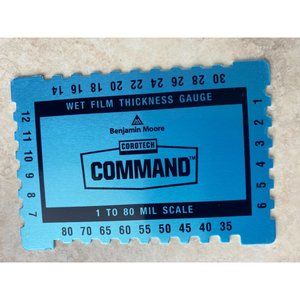 14 16 18 20 22 24 26 28 30
WET FILM THICKNESS GAUGE
Benjamin Moore
COROTECH
COMMAND™
1 TO 80 MIL SCALE
80 70 65 60 55 50 45 40 35
12 11 10 9 8 7
1 2 3 4 5 6